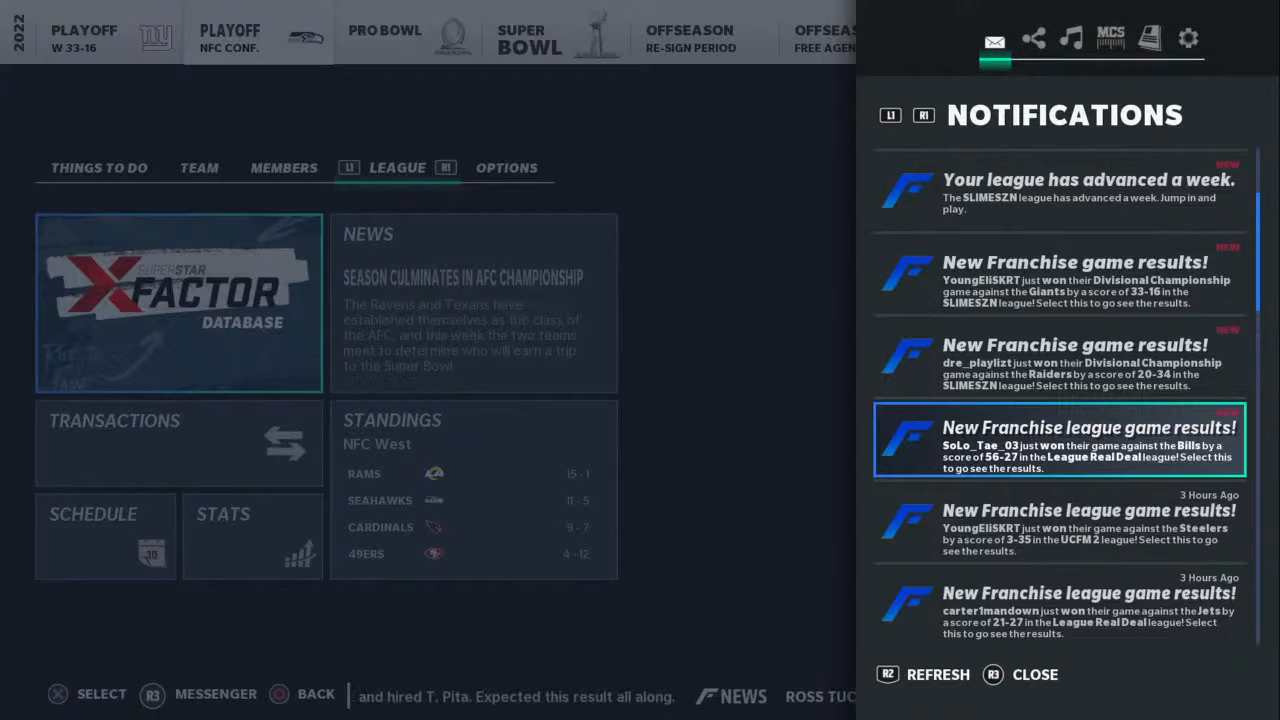 2022
PLAYOFF
W 33-16
PLAYOFF
NFC CONF.
PRO BOWL
SUPER
BOWL
OFFSEASON
RE-SIGN PERIOD
OFFSEAS
FREE AGEN
MCS
L1 R1 NOTIFICATIONS
THINGS TO DO TEAM MEMBERS L1 LEAGUE R1 OPTIONS
SUPERSTAR
X FACTOR
DATABASE
NEWS
SEASON CULMINATES IN AFC CHAMPIONSHIP
The Ravens and Texans have
established themselves as the class of
the AFC, and this week the two teams
meet to determine who will earn a trip
to the Super Bowl
TRANSACTIONS
SCHEDULE
STATS
STANDINGS
NFC West
RAMS 15 - 1
SEAHAWKS 11 - 5
CARDINALS 9 - 7
49ERS 4 - 12
NEW
Your league has advanced a week.
The SLIMESZN league has advanced a week. Jump in and
play.
NEW
New Franchise game results!
YoungEliSKRT just won their Divisional Championship
game against the Giants by a score of 33-16 in the
SLIMESZN league! Select this to go see the results.
NEW
New Franchise game results!
dre_playlizt just won their Divisional Championship
game against the Raiders by a score of 20-34 in the
SLIMESZN league! Select this to go see the results.
NEW
New Franchise league game results!
SoLo_Tae_03 just won their game against the Bills by a
score of 56-27 in the League Real Deal league! Select this
to go see the results.
3 Hours Ago
New Franchise league game results!
YoungEliSKRT just won their game against the Steelers
by a score of 3-35 in the UCFM 2 league! Select this to go
see the results.
3 Hours Ago
New Franchise league game results!
carter1mandown just won their game against the Jets by
a score of 21-27 in the League Real Deal league! Select
this to go see the results.
R2 REFRESH R3 CLOSE
SELECT R3 MESSENGER BACK
and hired T. Pita. Expected this result all along. NEWS ROSS TUC